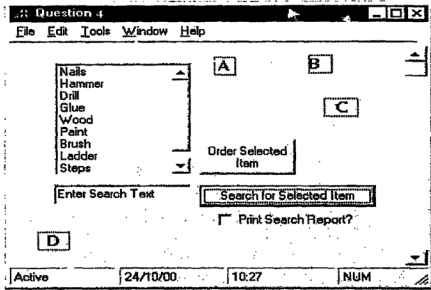 Question 4
File Edit Tools Window Help
A B
C
Nails
Hammer
Drill
Glue
Wood
Paint
Brush
Ladder
Steps
Order Selected
Item
Enter Search Text
Search for Selected Item
Print Search Report?
D
Active 24/10/00 10:27 NUM